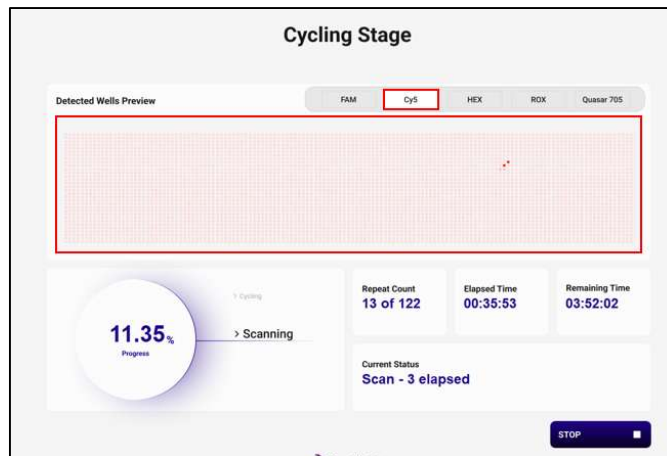 Cycling Stage
Detected Wells Preview
FAM Cy5 HEX ROX Quasar 705
11.35%
Progress
> Cycling
> Scanning
Repeat Count
13 of 122
Elapsed Time
00:35:53
Remaining Time
03:52:02
Current Status
Scan - 3 elapsed
STOP